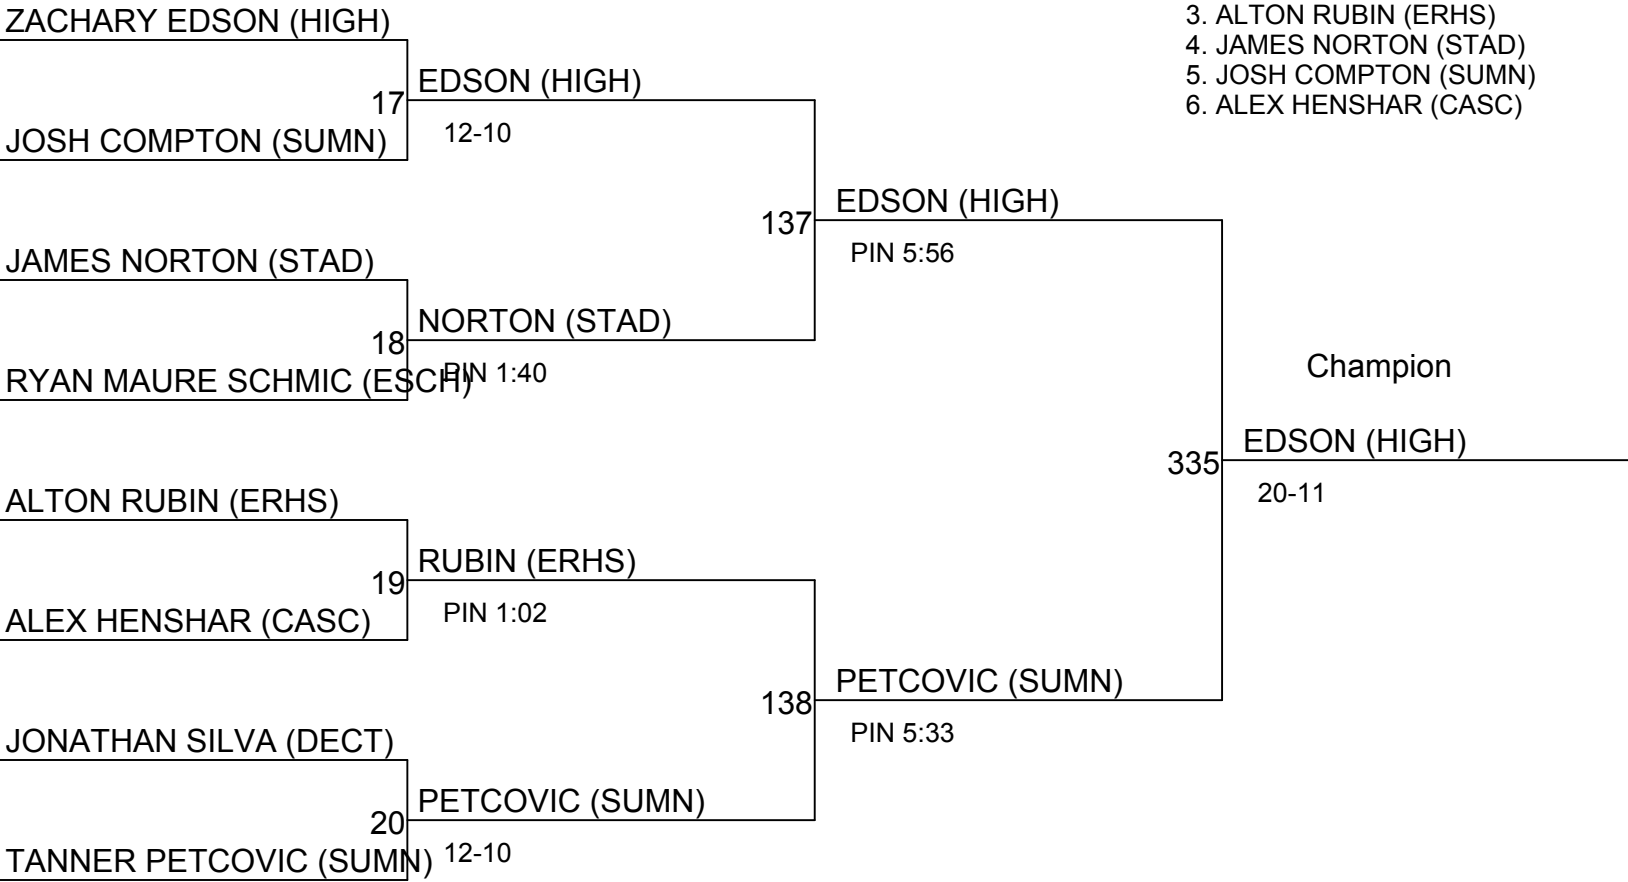 ZACHARY EDSON (HIGH)
3. ALTON RUBIN (ERHS)
4. JAMES NORTON (STAD)
5. JOSH COMPTON (SUMN)
6. ALEX HENSHAR (CASC)
EDSON (HIGH)
17
12-10
JOSH COMPTON (SUMN)
EDSON (HIGH)
137
PIN 5:56
JAMES NORTON (STAD)
NORTON (STAD)
18
PIN 1:40
RYAN MAURE SCHMIC (ESCH)
Champion
EDSON (HIGH)
335
20-11
ALTON RUBIN (ERHS)
RUBIN (ERHS)
19
PIN 1:02
ALEX HENSHAR (CASC)
PETCOVIC (SUMN)
138
PIN 5:33
JONATHAN SILVA (DECT)
PETCOVIC (SUMN)
20
12-10
TANNER PETCOVIC (SUMN)